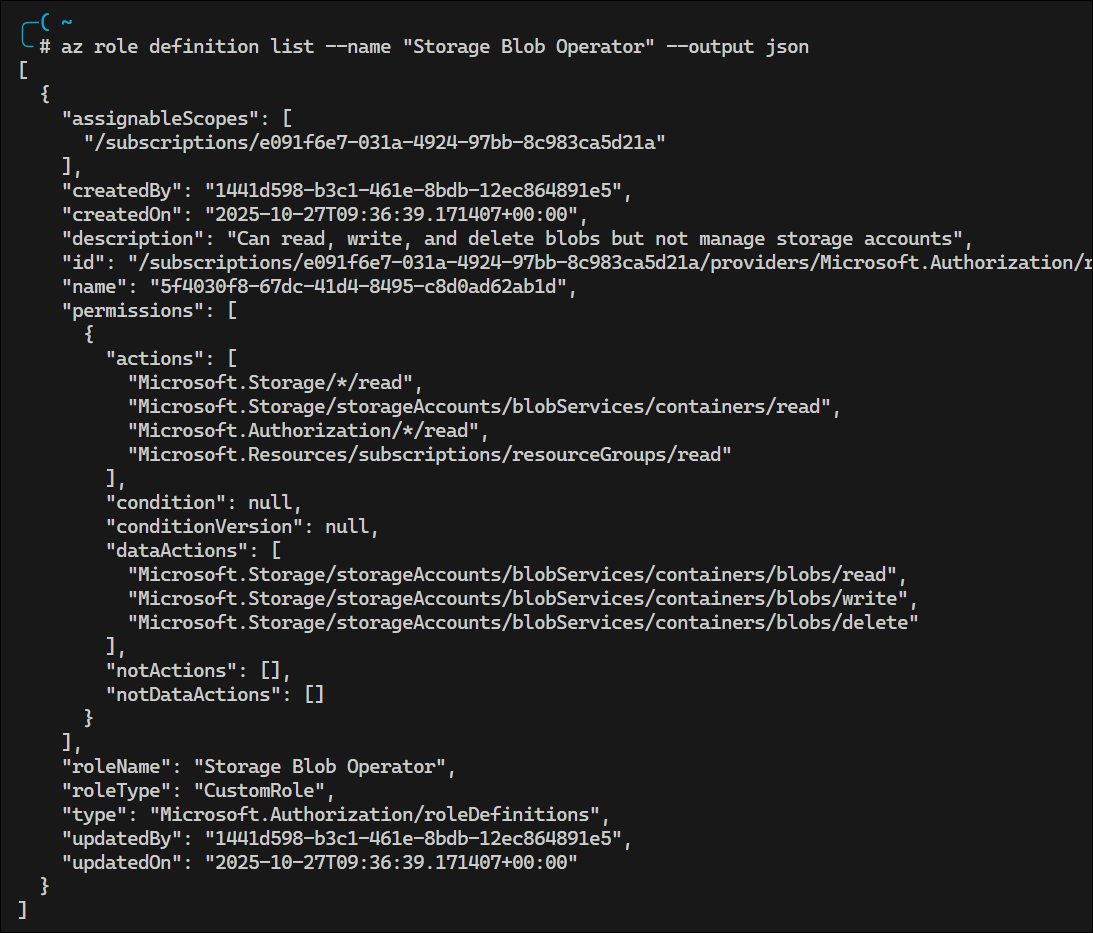 ~
# az role definition list --name "Storage Blob Operator" --output json
[
  {
    "assignableScopes": [
      "/subscriptions/e091f6e7-031a-4924-97bb-8c983ca5d21a"
    ],
    "createdBy": "1441d598-b3c1-461e-8bdb-12ec864891e5",
    "createdOn": "2025-10-27T09:36:39.171407+00:00",
    "description": "Can read, write, and delete blobs but not manage storage accounts",
    "id": "/subscriptions/e091f6e7-031a-4924-97bb-8c983ca5d21a/providers/Microsoft.Authorization/r
    "name": "5f4030f8-67dc-41d4-8495-c8d0ad62ab1d",
    "permissions": [
      {
        "actions": [
          "Microsoft.Storage/*/read",
          "Microsoft.Storage/storageAccounts/blobServices/containers/read",
          "Microsoft.Authorization/*/read",
          "Microsoft.Resources/subscriptions/resourceGroups/read"
        ],
        "condition": null,
        "conditionVersion": null,
        "dataActions": [
          "Microsoft.Storage/storageAccounts/blobServices/containers/blobs/read",
          "Microsoft.Storage/storageAccounts/blobServices/containers/blobs/write",
          "Microsoft.Storage/storageAccounts/blobServices/containers/blobs/delete"
        ],
        "notActions": [],
        "notDataActions": []
      }
    ],
    "roleName": "Storage Blob Operator",
    "roleType": "CustomRole",
    "type": "Microsoft.Authorization/roleDefinitions",
    "updatedBy": "1441d598-b3c1-461e-8bdb-12ec864891e5",
    "updatedOn": "2025-10-27T09:36:39.171407+00:00"
  }
]